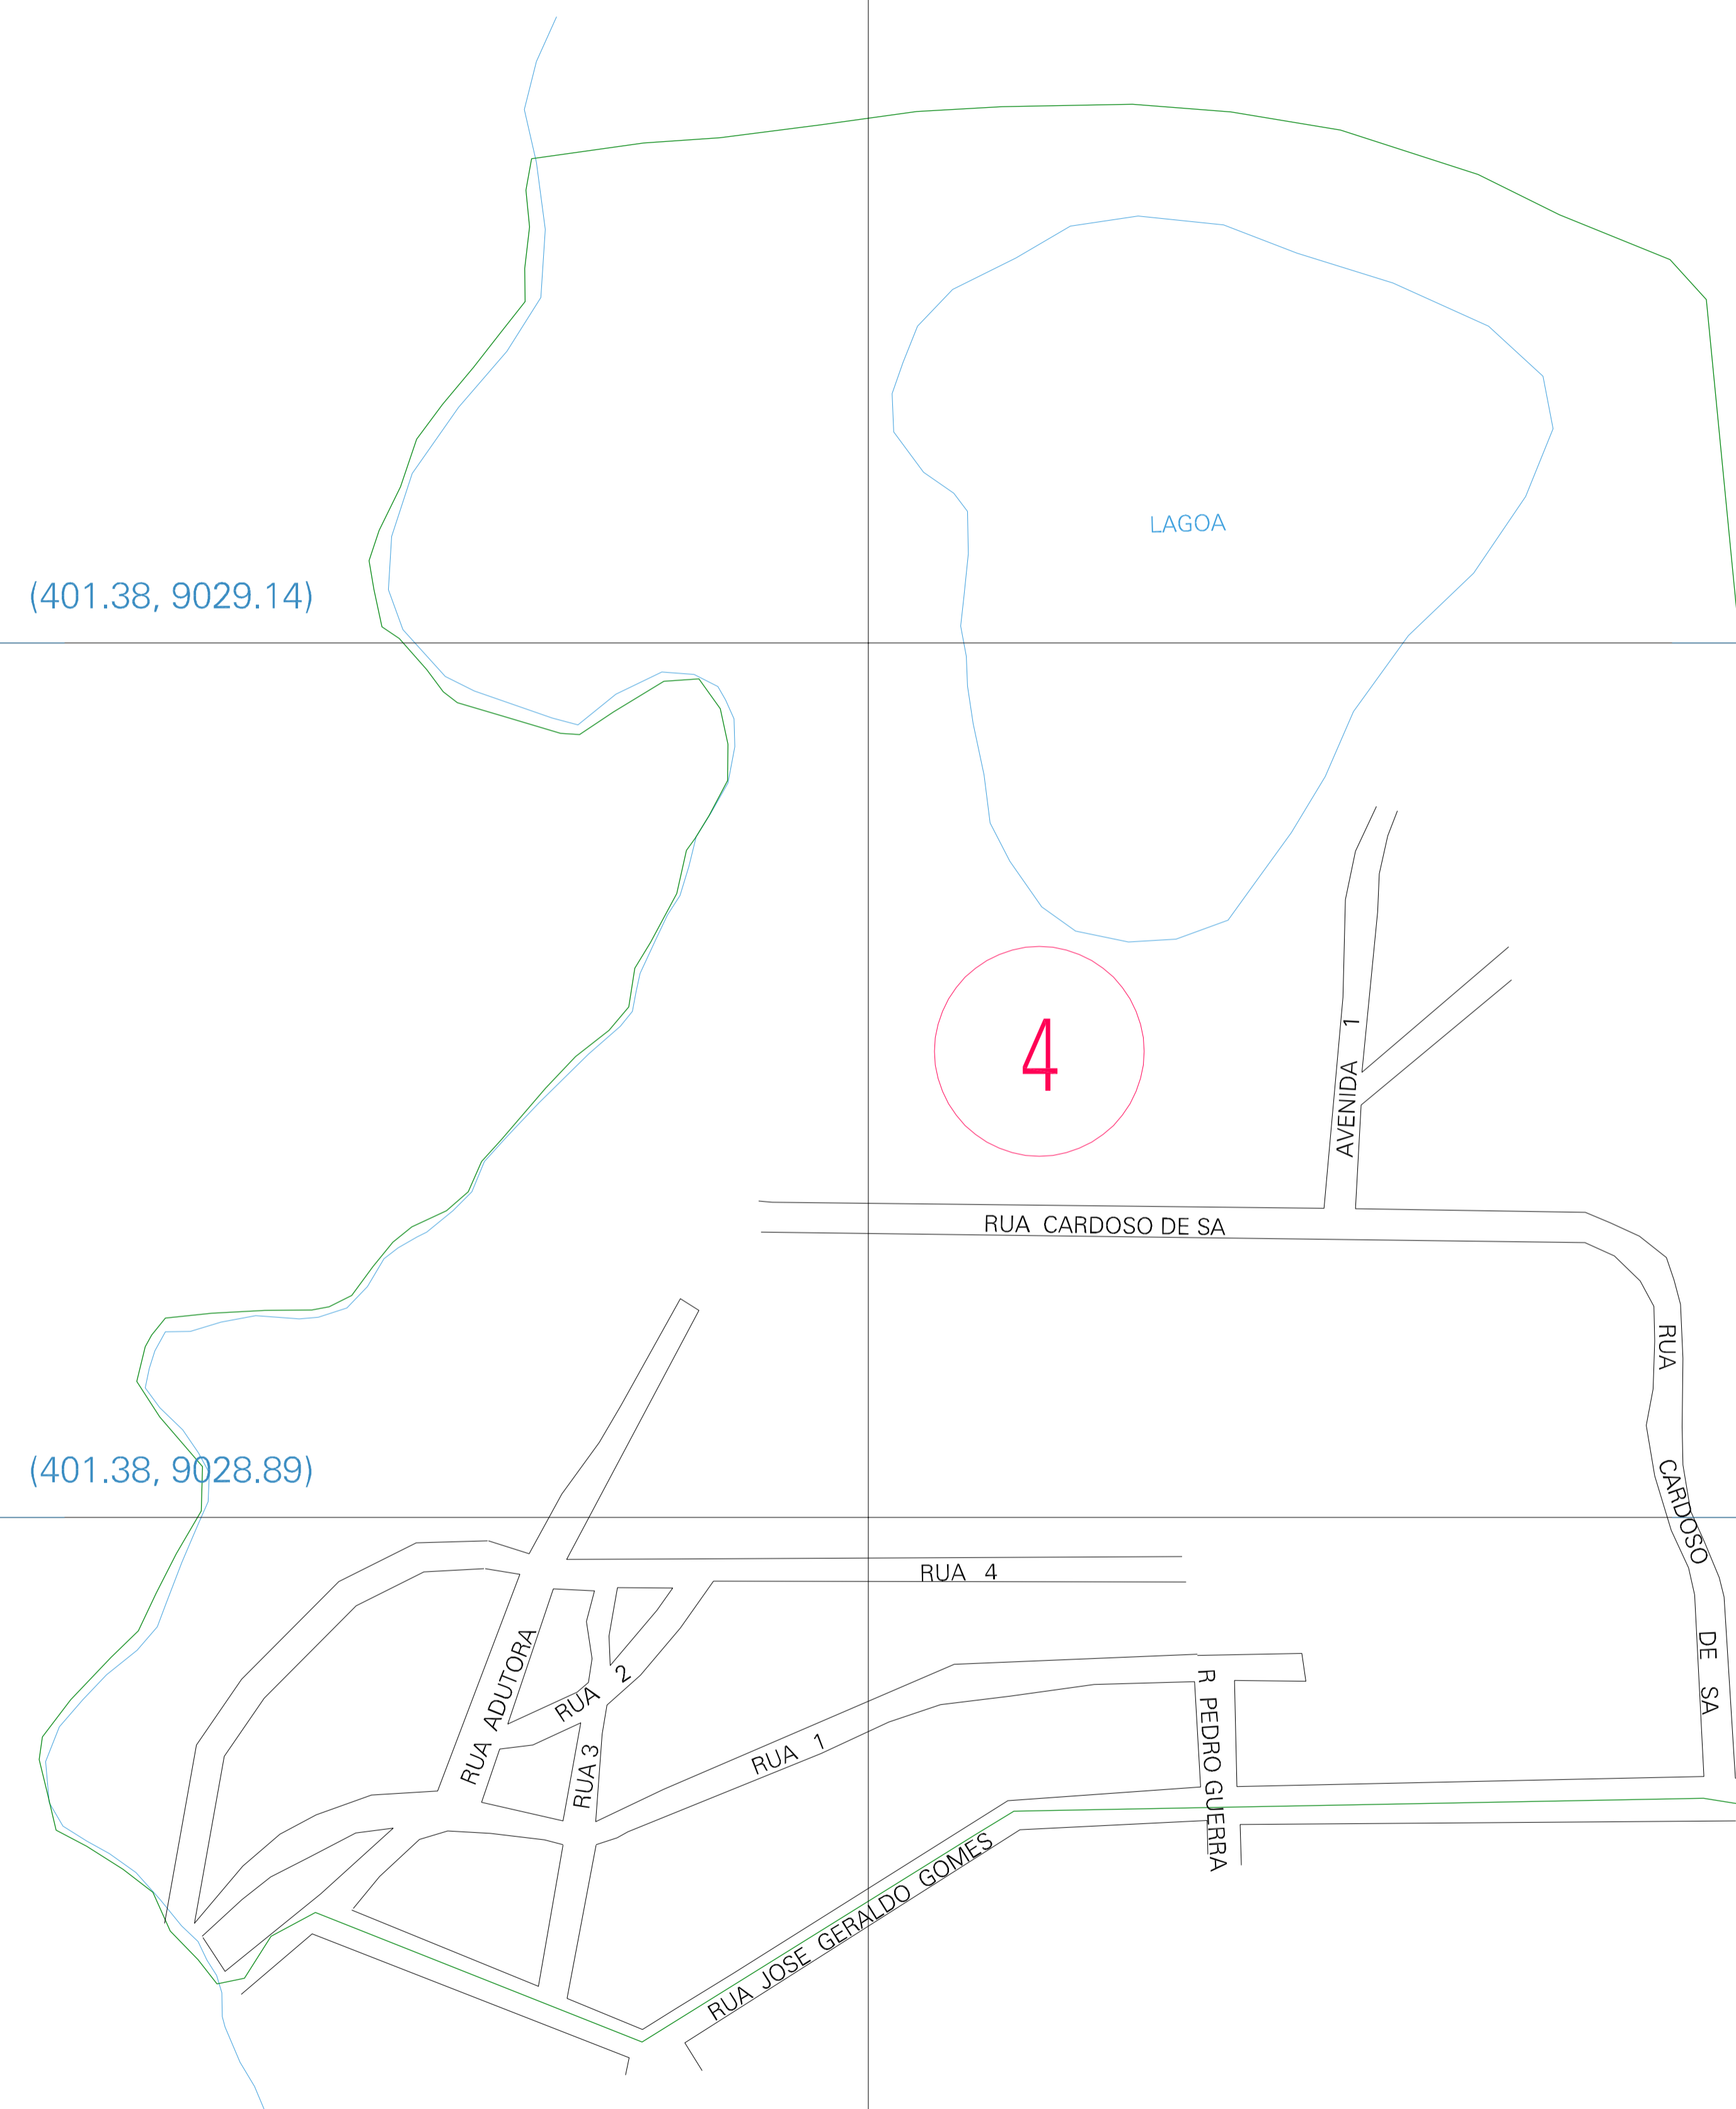 LAGOA
(401.38, 9029.14)
4
AVENIDA 1
RUA CARDOSO DE SA
RUA CARDOSO DE SA
(401.38, 9028.89)
RUA 4
RUA ADUTORA
RUA 2
RUA 3
RUA 1
R PEDRO GUERRA
RUA JOSE GERALDO GOMES